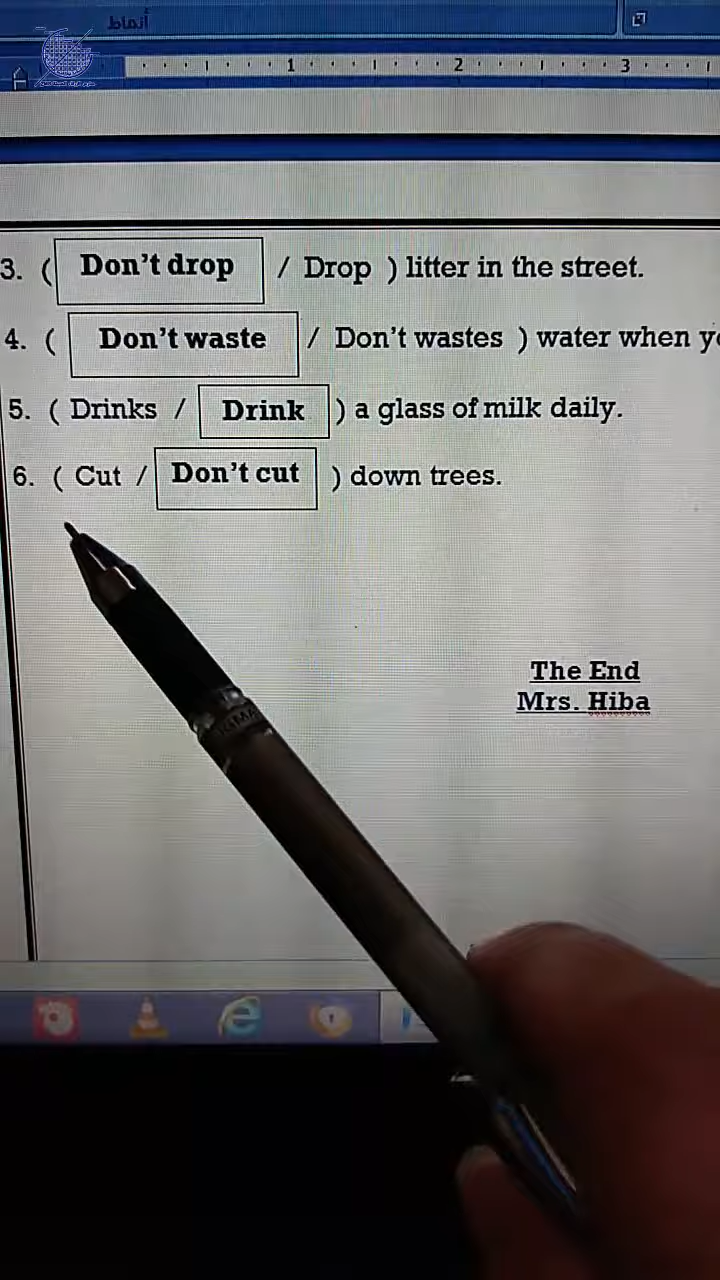 أنماط
1 2 3
3. ( Don't drop / Drop ) litter in the street.
4. ( Don't waste / Don't wastes ) water when
5. ( Drinks / Drink ) a glass of milk daily.
6. ( Cut / Don't cut ) down trees.
The End
Mrs. Hiba